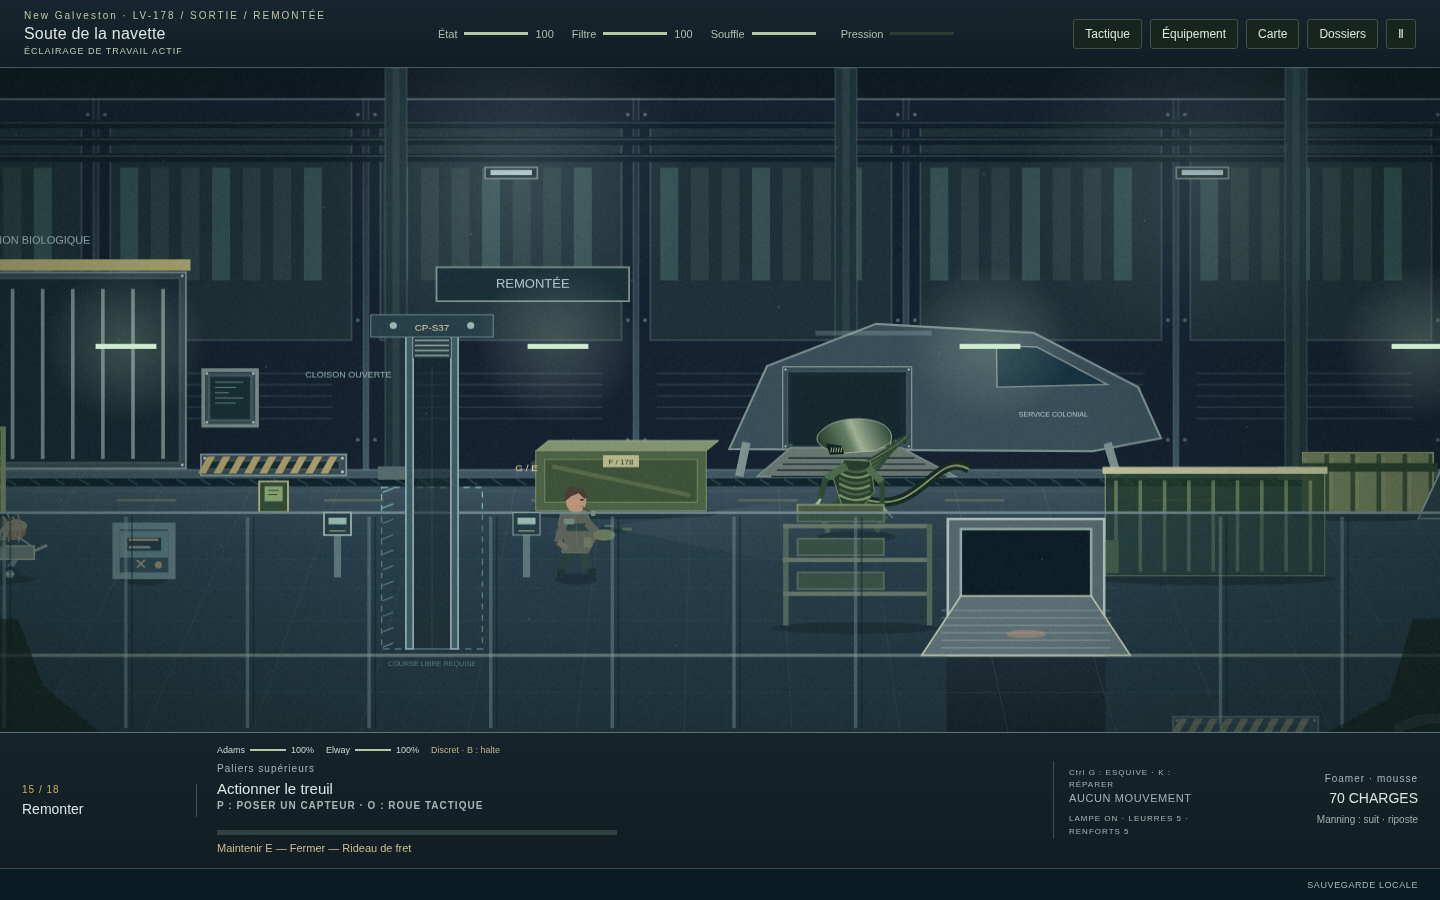 New Galveston · LV-178 / SORTIE / REMONTÉE
Soute de la navette
ÉCLAIRAGE DE TRAVAIL ACTIF
État 100 Filtre 100 Souffle Pression
Tactique Équipement Carte Dossiers II
ION BIOLOGIQUE
REMONTÉE
CP-S37
CLOISON OUVERTE
SERVICE COLONIAL
G / E
F / 178
COURSE LIBRE REQUISE
15 / 18
Remonter
Adams 100% Elway 100% Discret · B : halte
Paliers supérieurs
Actionner le treuil
P : POSER UN CAPTEUR · O : ROUE TACTIQUE
Maintenir E — Fermer — Rideau de fret
Ctrl G : ESQUIVE · K :
RÉPARER
AUCUN MOUVEMENT
LAMPE ON · LEURRES 5 ·
RENFORTS 5
Foamer · mousse
70 CHARGES
Manning : suit · riposte
SAUVEGARDE LOCALE